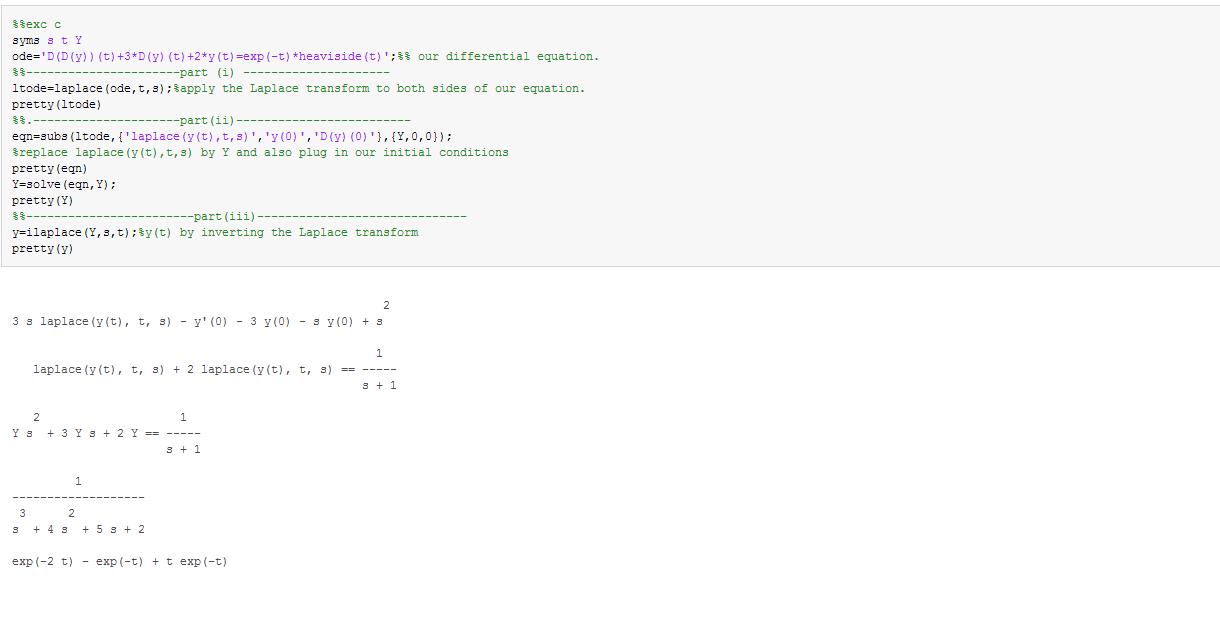 %%exc c
syms s t Y
ode='D(D(y))(t)+3*D(y)(t)+2*y(t)=exp(-t)*heaviside(t)';%% our differential equation.
%%----------------------part (i) ---------------------
ltode=laplace(ode,t,s);%apply the Laplace transform to both sides of our equation.
pretty(ltode)
%%.---------------------part(ii)-------------------------
eqn=subs(ltode,{'laplace(y(t),t,s)','y(0)','D(y)(0)'},{Y,0,0});
%replace laplace(y(t),t,s) by Y and also plug in our initial conditions
pretty(eqn)
Y=solve(eqn,Y);
pretty(Y)
%%------------------------part(iii)------------------------------
y=ilaplace(Y,s,t);%y(t) by inverting the Laplace transform
pretty(y)
                                                     2
3 s laplace(y(t), t, s) - y'(0) - 3 y(0) - s y(0) + s
                                                    1
   laplace(y(t), t, s) + 2 laplace(y(t), t, s) == -----
                                                  s + 1
   2                    1
Y s  + 3 Y s + 2 Y == -----
                      s + 1
         1
-------------------
 3      2
s  + 4 s  + 5 s + 2
exp(-2 t) - exp(-t) + t exp(-t)